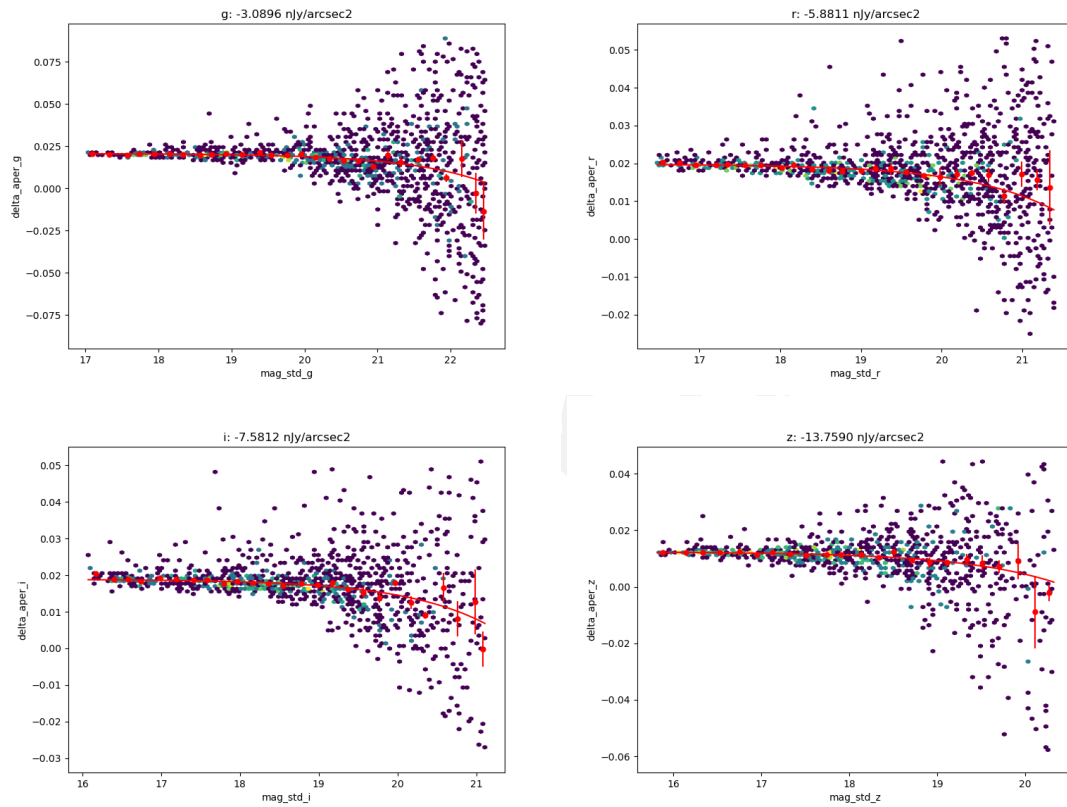 g: -3.0896 nJy/arcsec2
0.075
0.050
0.025
0.000
-0.025
-0.050
-0.075
delta_aper_g
17 18 19 20 21 22
mag_std_g
r: -5.8811 nJy/arcsec2
0.05
0.04
0.03
0.02
0.01
0.00
-0.01
-0.02
delta_aper_r
17 18 19 20 21
mag_std_r
i: -7.5812 nJy/arcsec2
0.05
0.04
0.03
0.02
0.01
0.00
-0.01
-0.02
-0.03
delta_aper_i
16 17 18 19 20 21
mag_std_i
z: -13.7590 nJy/arcsec2
0.04
0.02
0.00
-0.02
-0.04
-0.06
delta_aper_z
16 17 18 19 20
mag_std_z